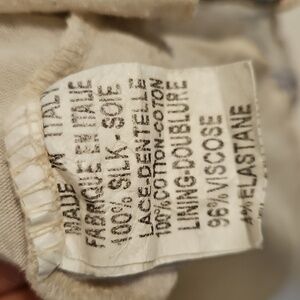 MADE IN ITALY
FABRIQUE EN ITALIE
100% SILK - SOIE
LACE-DENTELLE
100% COTTON-COTON
LINING-DOUBLURE
96% VISCOSE
4% ELASTANE